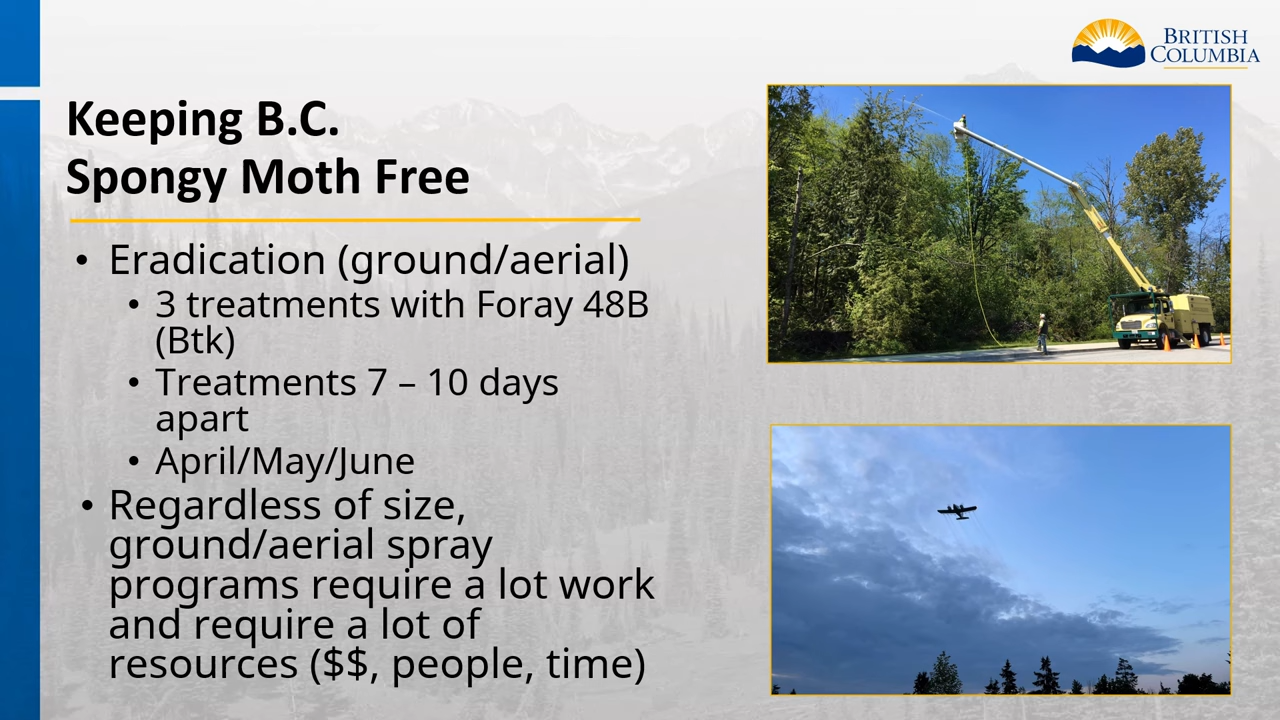 BRITISH
COLUMBIA
Keeping B.C.
Spongy Moth Free
• Eradication (ground/aerial)
• 3 treatments with Foray 48B
(Btk)
• Treatments 7 – 10 days
apart
• April/May/June
• Regardless of size,
ground/aerial spray
programs require a lot work
and require a lot of
resources ($$, people, time)